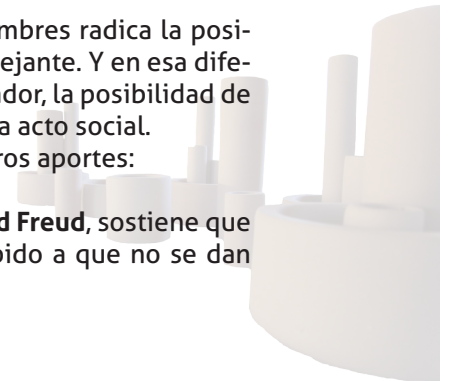 mbres radica la posi-
ejante. Y en esa dife-
ador, la posibilidad de
a acto social.
ros aportes:
d Freud, sostiene que
bido a que no se dan